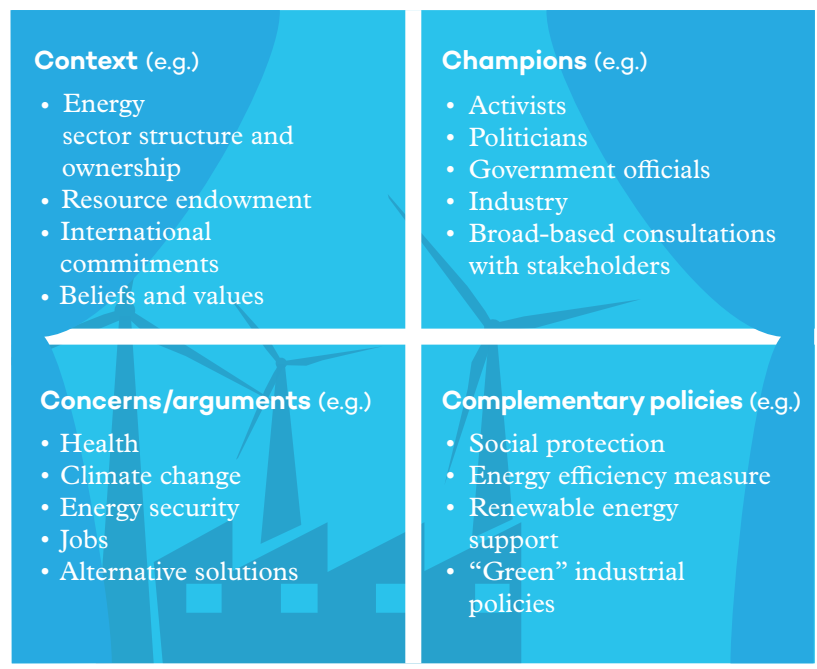 Context (e.g.)
• Energy
sector structure and
ownership
• Resource endowment
• International
commitments
• Beliefs and values
Champions (e.g.)
• Activists
• Politicians
• Government officials
• Industry
• Broad-based consultations
with stakeholders
Concerns/arguments (e.g.)
• Health
• Climate change
• Energy security
• Jobs
• Alternative solutions
Complementary policies (e.g.)
• Social protection
• Energy efficiency measure
• Renewable energy
support
• “Green” industrial
policies